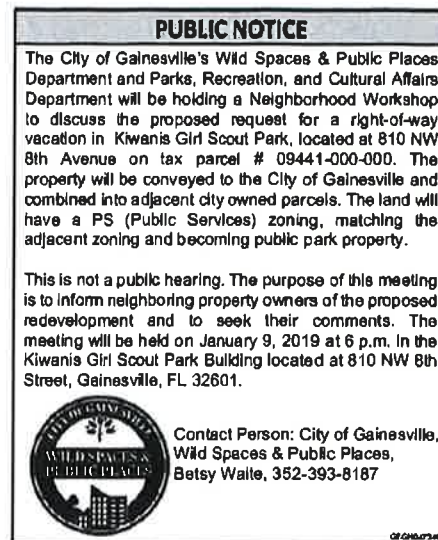 PUBLIC NOTICE
The City of Gainesville's Wild Spaces & Public Places
Department and Parks, Recreation, and Cultural Affairs
Department will be holding a Neighborhood Workshop
to discuss the proposed request for a right-of-way
vacation in Kiwanis Girl Scout Park, located at 810 NW
8th Avenue on tax parcel # 09441-000-000. The
property will be conveyed to the City of Gainesville and
combined into adjacent city owned parcels. The land will
have a PS (Public Services) zoning, matching the
adjacent zoning and becoming public park property.
This is not a public hearing. The purpose of this meeting
is to inform neighboring property owners of the proposed
redevelopment and to seek their comments. The
meeting will be held on January 9, 2019 at 6 p.m. in the
Kiwanis Girl Scout Park Building located at 810 NW 8th
Street, Gainesville, FL 32601.
CITY OF GAINESVILLE
WILD SPACES &
PUBLIC PLACES
Contact Person: City of Gainesville,
Wild Spaces & Public Places,
Betsy Waite, 352-393-8187